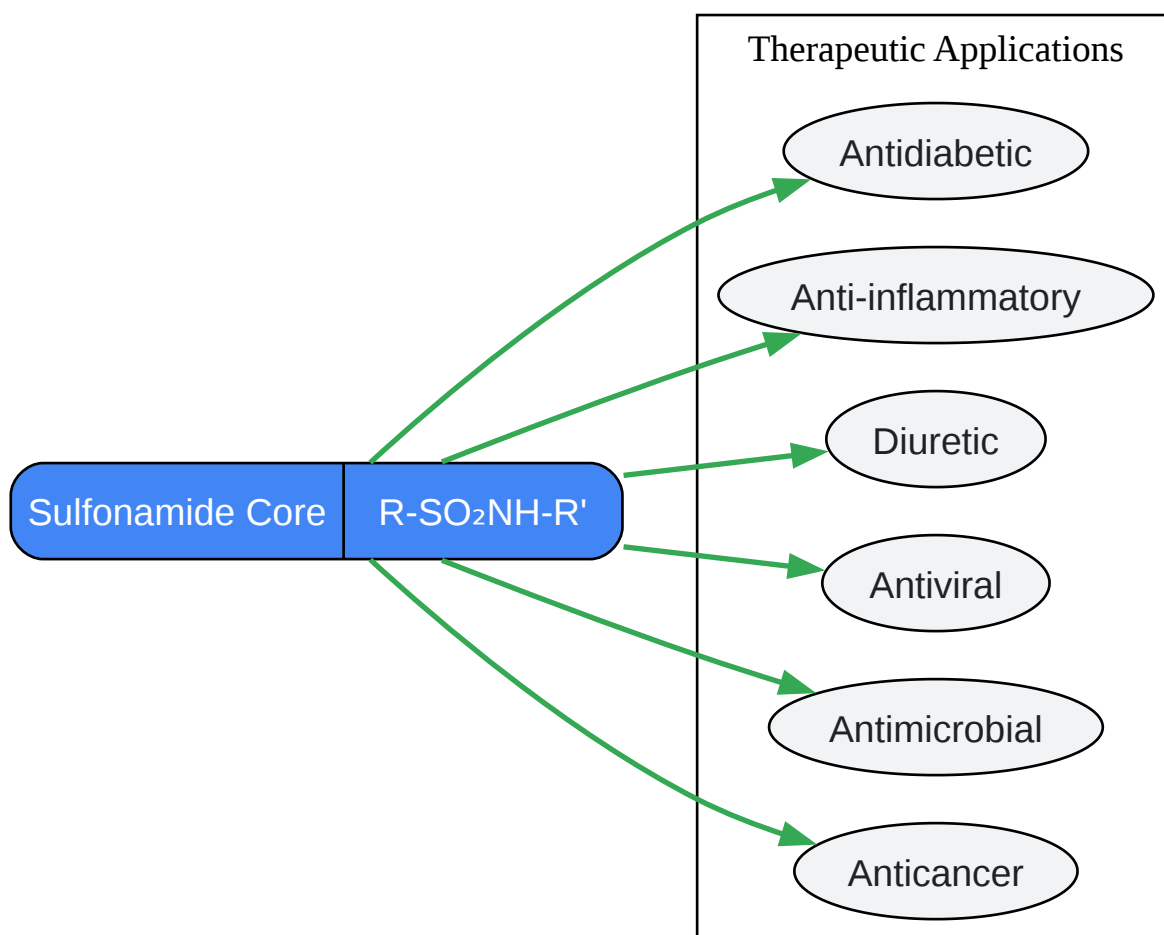 Therapeutic Applications
Antidiabetic
Anti-inflammatory
Diuretic
Sulfonamide Core
R-SO₂NH-R'
Antiviral
Antimicrobial
Anticancer